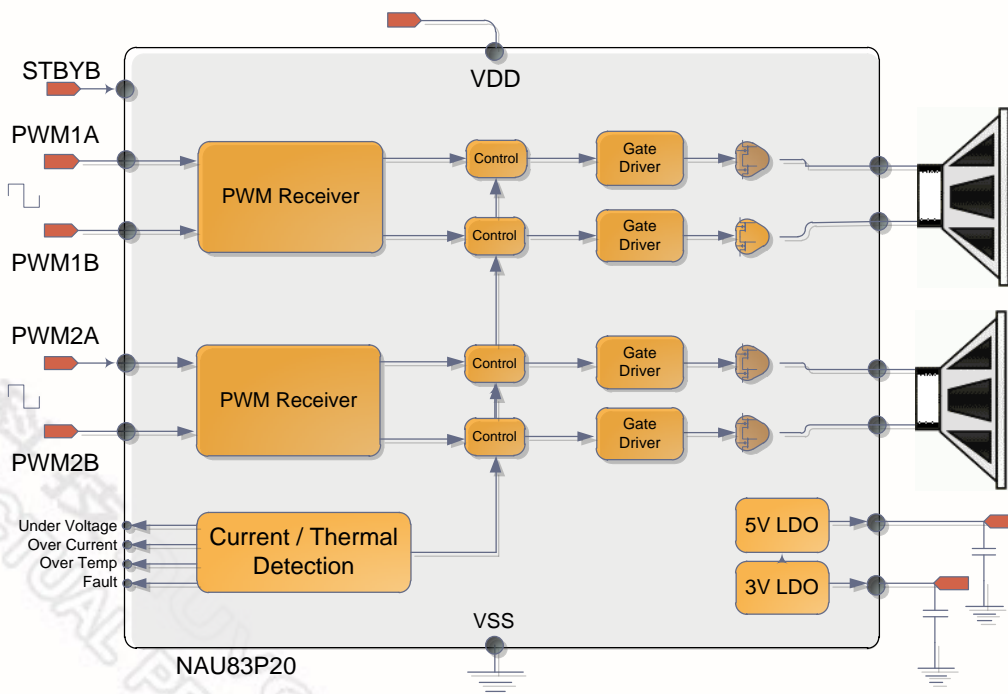 VDD
STBYB
PWM1A
PWM Receiver
Control
Gate
Driver
Control
Gate
Driver
PWM1B
PWM2A
PWM Receiver
Control
Gate
Driver
Control
Gate
Driver
PWM2B
Under Voltage
Over Current
Over Temp
Fault
Current / Thermal
Detection
5V LDO
3V LDO
VSS
NAU83P20